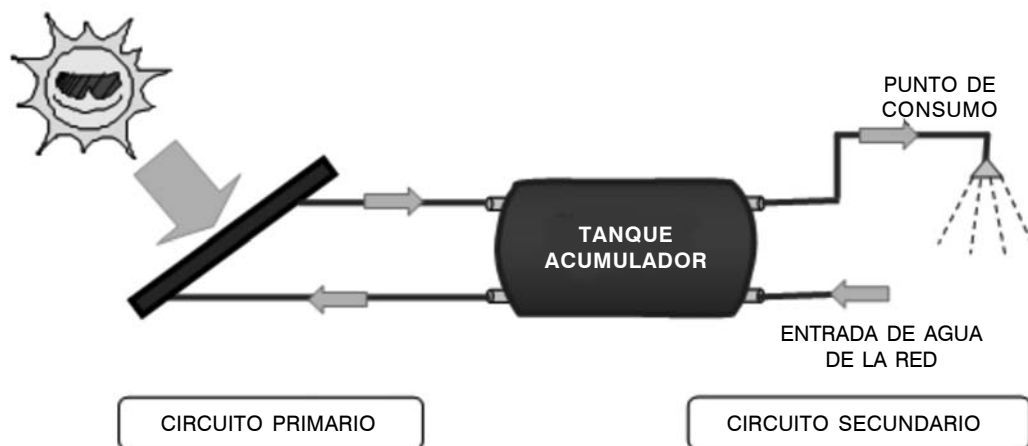 PUNTO DE
CONSUMO
TANQUE
ACUMULADOR
ENTRADA DE AGUA
DE LA RED
CIRCUITO PRIMARIO
CIRCUITO SECUNDARIO